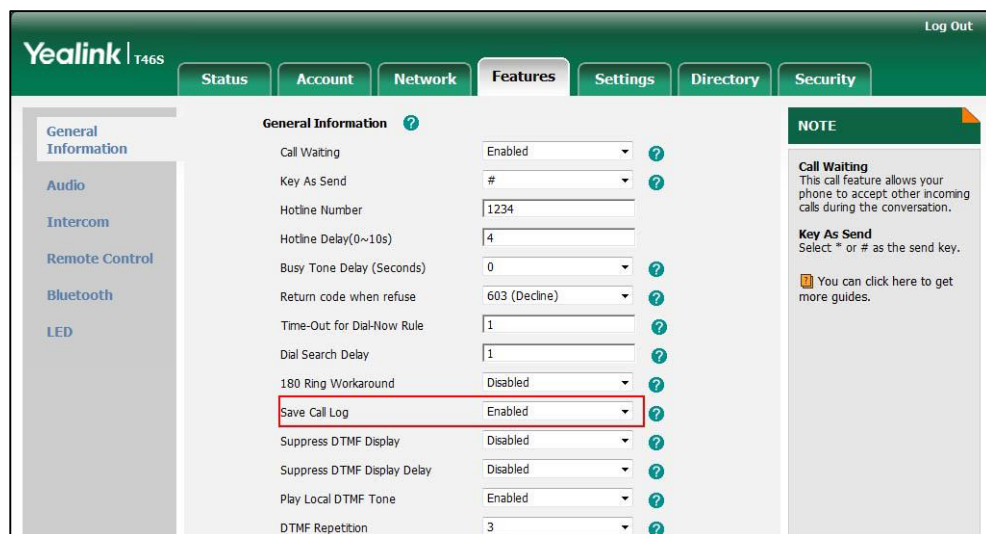 Log Out
Yealink | T46S
Status Account Network Features Settings Directory Security
General
Information
Audio
Intercom
Remote Control
Bluetooth
LED
General Information ?
Call Waiting Enabled ?
Key As Send # ?
Hotline Number 1234
Hotline Delay(0~10s) 4
Busy Tone Delay (Seconds) 0 ?
Return code when refuse 603 (Decline) ?
Time-Out for Dial-Now Rule 1 ?
Dial Search Delay 1 ?
180 Ring Workaround Disabled ?
Save Call Log Enabled ?
Suppress DTMF Display Disabled ?
Suppress DTMF Display Delay Disabled ?
Play Local DTMF Tone Enabled ?
DTMF Repetition 3 ?
NOTE
Call Waiting
This call feature allows your
phone to accept other incoming
calls during the conversation.
Key As Send
Select * or # as the send key.
? You can click here to get
more guides.